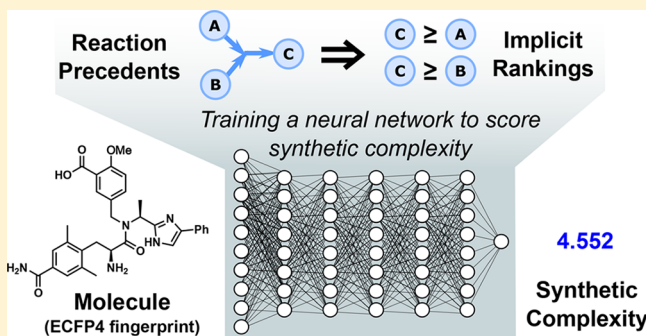 Reaction
Precedents
A
B
C
⇒
C ≥ A
C ≥ B
Implicit
Rankings
Training a neural network to score
synthetic complexity
OMe
O
HO
N
N
Ph
HN
O
NH2
H2N
O
Molecule
(ECFP4 fingerprint)
4.552
Synthetic
Complexity